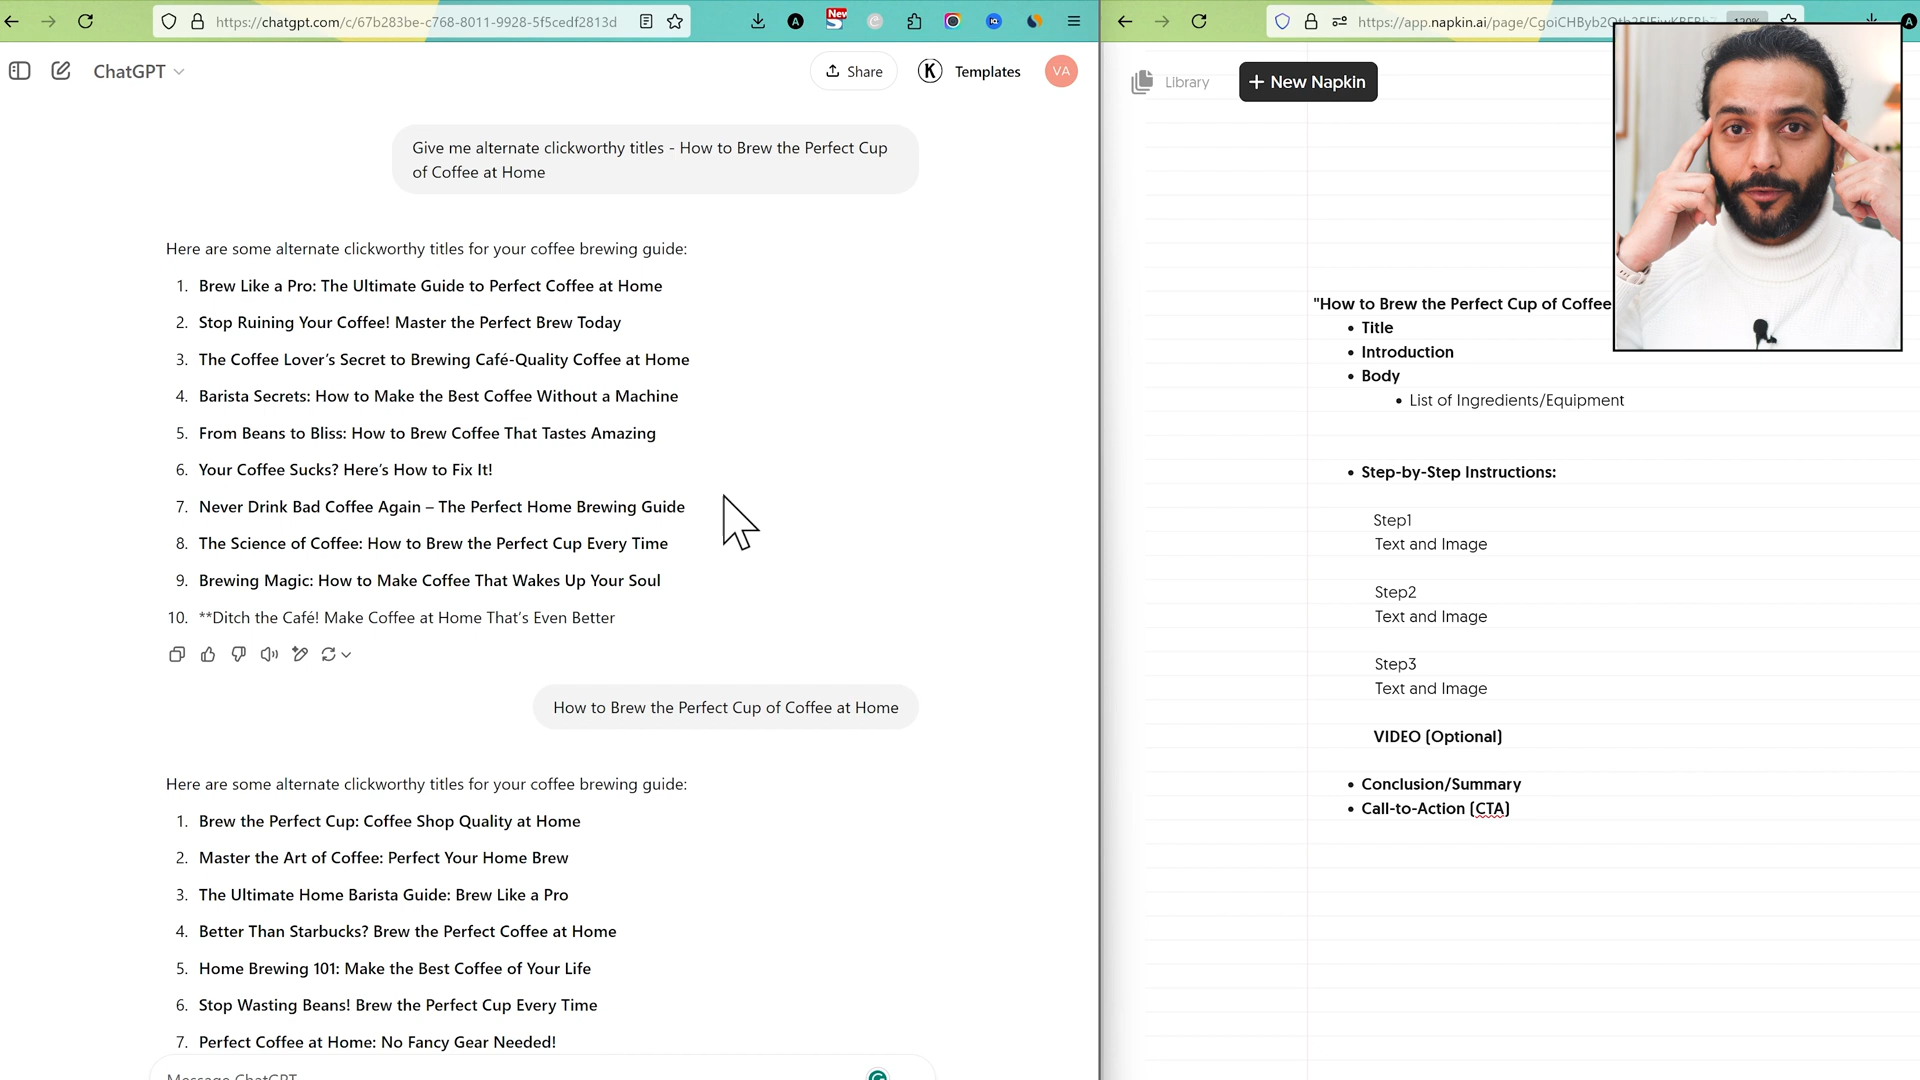 https://chatgpt.com/c/67b283be-c768-8011-9928-5f5cedf2813d
New
ChatGPT
Share
Templates
VA
Give me alternate clickworthy titles - How to Brew the Perfect Cup
of Coffee at Home
Here are some alternate clickworthy titles for your coffee brewing guide:
1. Brew Like a Pro: The Ultimate Guide to Perfect Coffee at Home
2. Stop Ruining Your Coffee! Master the Perfect Brew Today
3. The Coffee Lover's Secret to Brewing Café-Quality Coffee at Home
4. Barista Secrets: How to Make the Best Coffee Without a Machine
5. From Beans to Bliss: How to Brew Coffee That Tastes Amazing
6. Your Coffee Sucks? Here's How to Fix It!
7. Never Drink Bad Coffee Again – The Perfect Home Brewing Guide
8. The Science of Coffee: How to Brew the Perfect Cup Every Time
9. Brewing Magic: How to Make Coffee That Wakes Up Your Soul
10. **Ditch the Café! Make Coffee at Home That's Even Better
How to Brew the Perfect Cup of Coffee at Home
Here are some alternate clickworthy titles for your coffee brewing guide:
1. Brew the Perfect Cup: Coffee Shop Quality at Home
2. Master the Art of Coffee: Perfect Your Home Brew
3. The Ultimate Home Barista Guide: Brew Like a Pro
4. Better Than Starbucks? Brew the Perfect Coffee at Home
5. Home Brewing 101: Make the Best Coffee of Your Life
6. Stop Wasting Beans! Brew the Perfect Cup Every Time
7. Perfect Coffee at Home: No Fancy Gear Needed!
Message ChatGPT
https://app.napkin.ai/page/
Library
+ New Napkin
"How to Brew the Perfect Cup of Coffee
• Title
• Introduction
• Body
• List of Ingredients/Equipment
• Step-by-Step Instructions:
Step1
Text and Image
Step2
Text and Image
Step3
Text and Image
VIDEO (Optional)
• Conclusion/Summary
• Call-to-Action (CTA)